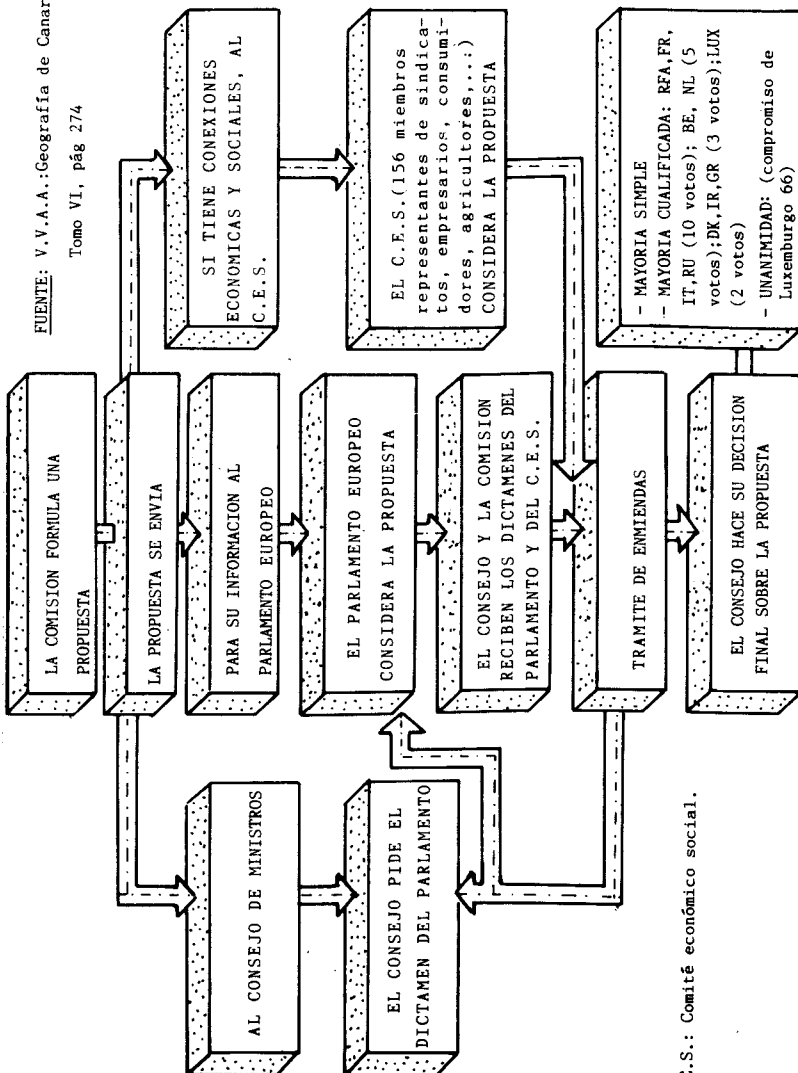 FUENTE: V.V.A.A.:Geografía de Canar
Tomo VI, pág 274
LA COMISION FORMULA UNA
PROPUESTA
LA PROPUESTA SE ENVIA
AL CONSEJO DE MINISTROS
PARA SU INFORMACION AL
PARLAMENTO EUROPEO
SI TIENE CONEXIONES
ECONOMICAS Y SOCIALES, AL
C.E.S.
EL CONSEJO PIDE EL
DICTAMEN DEL PARLAMENTO
EL PARLAMENTO EUROPEO
CONSIDERA LA PROPUESTA
EL C.E.S.(156 miembros
representantes de sindica-
tos, empresarios, consumi-
dores, agricultores,..:)
CONSIDERA LA PROPUESTA
EL CONSEJO Y LA COMISION
RECIBEN LOS DICTAMENES DEL
PARLAMENTO Y DEL C.E.S.
TRAMITE DE ENMIENDAS
EL CONSEJO HACE SU DECISION
FINAL SOBRE LA PROPUESTA
- MAYORIA SIMPLE
- MAYORIA CUALIFICADA: RFA,FR,
IT,RU (10 votos); BE, NL (5
votos);DK,IR,GR (3 votos);LUX
(2 votos)
- UNANIMIDAD: (compromiso de
Luxemburgo 66)
.S.: Comité económico social.